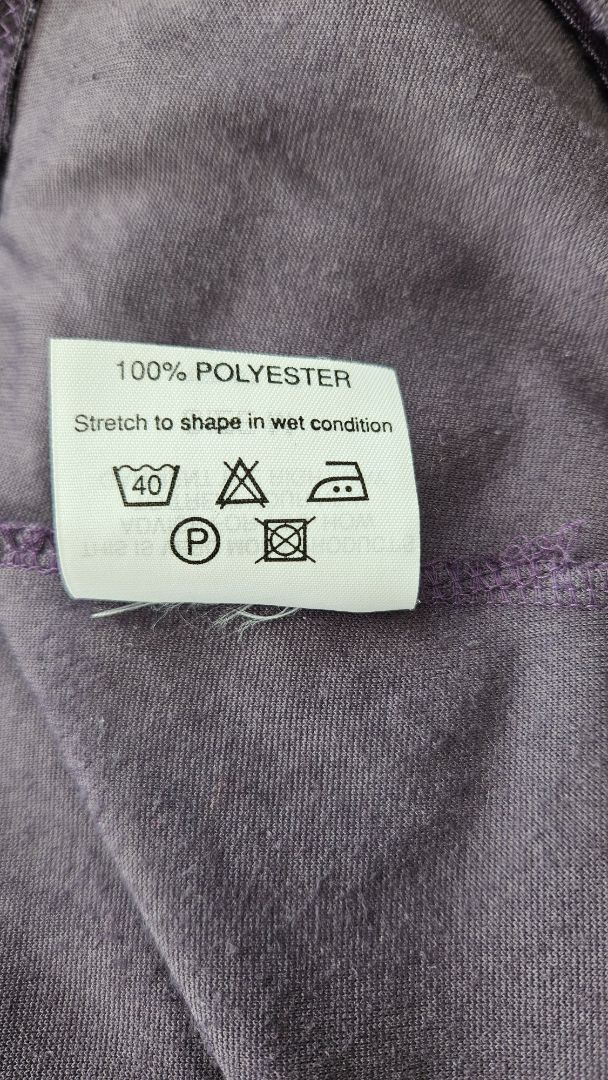 100% POLYESTER
Stretch to shape in wet condition
40
P